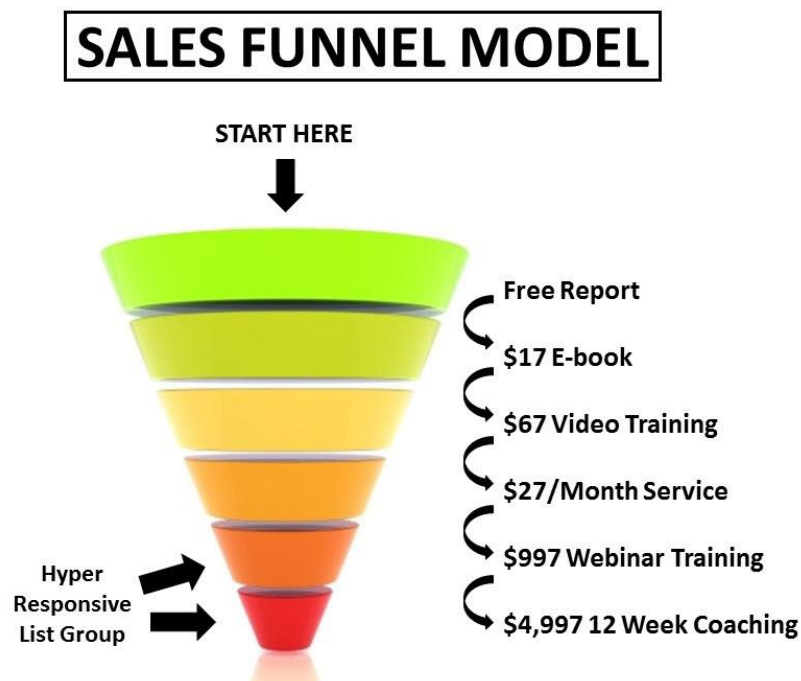 SALES FUNNEL MODEL
START HERE
Free Report
$17 E-book
$67 Video Training
$27/Month Service
$997 Webinar Training
$4,997 12 Week Coaching
Hyper
Responsive
List Group